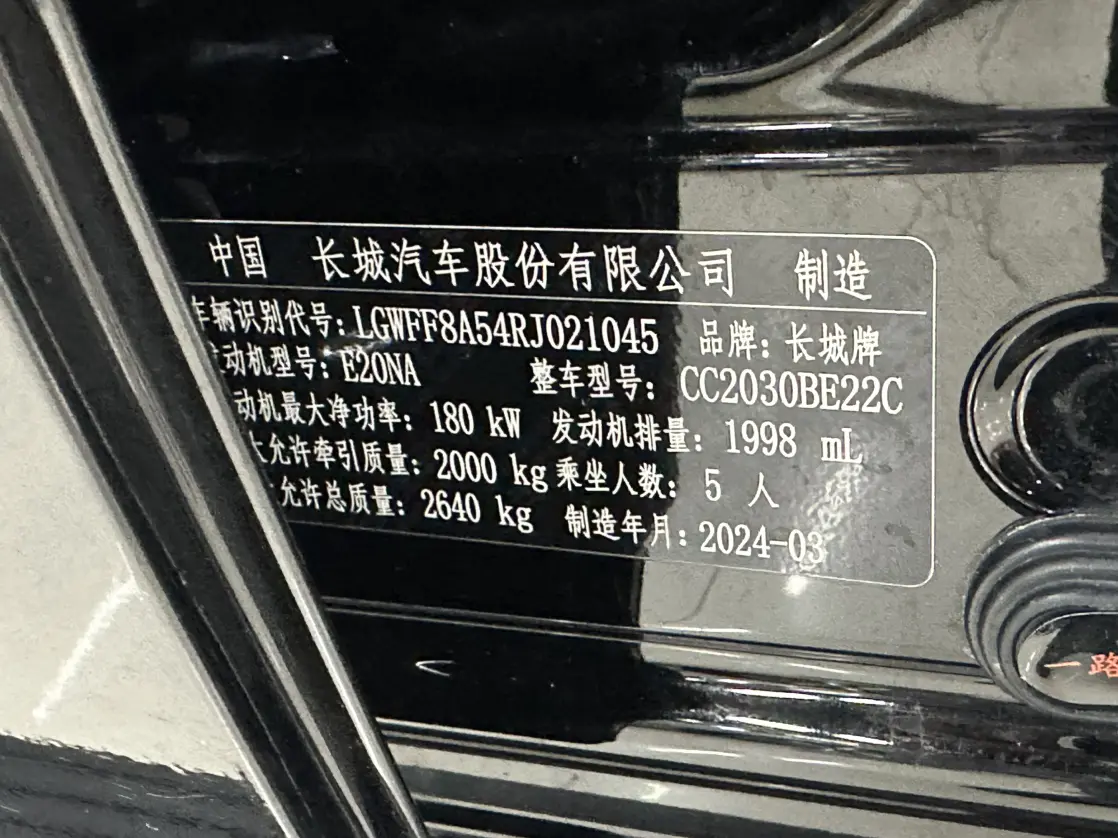 中国 长城汽车股份有限公司 制造
车辆识别代号:LGWFF8A54RJ021045 品牌:长城牌
发动机型号:E20NA 整车型号:CC2030BE22C
动机最大净功率:180 kW 发动机排量:1998 mL
大允许牵引质量:2000 kg 乘坐人数:5 人
允许总质量:2640 kg 制造年月:2024-03
一路